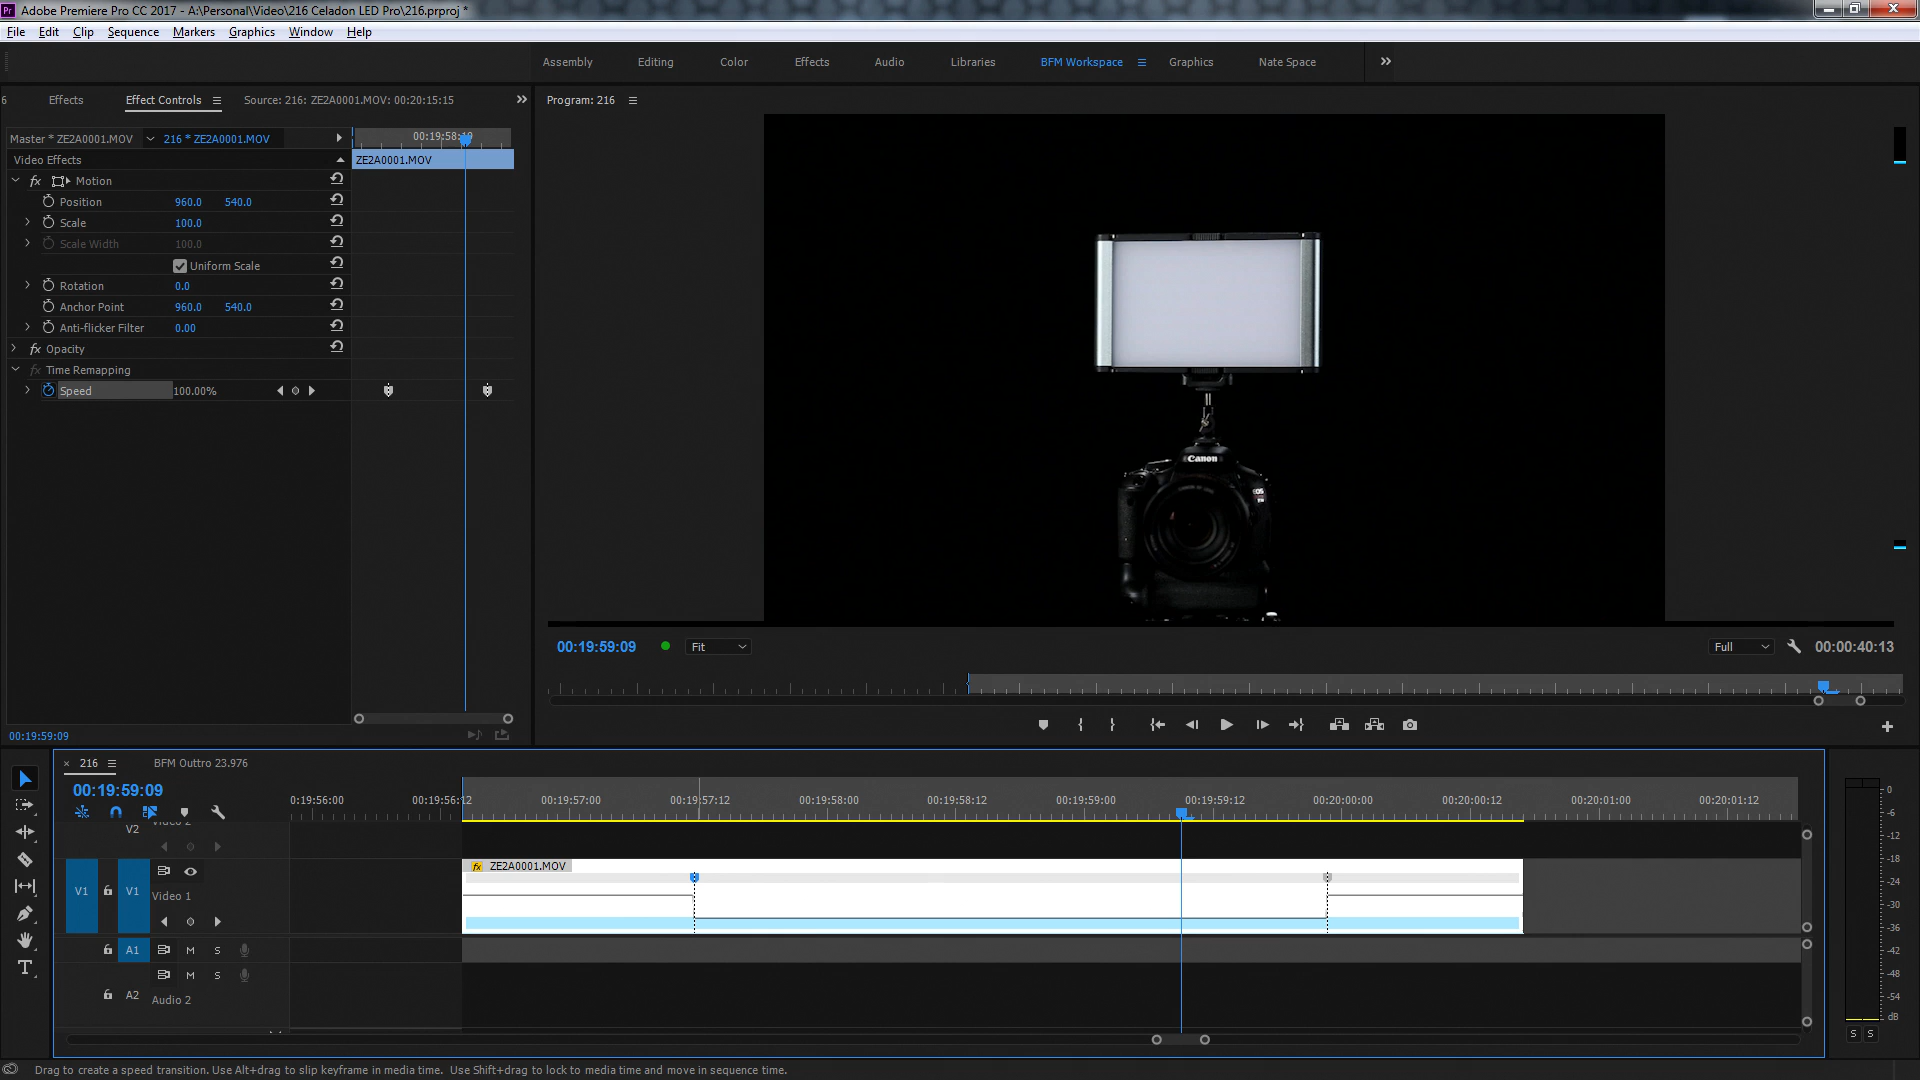 Adobe Premiere Pro CC 2017 - A:\Personal\Video\216 Celadon LED Pro\216.prproj *
File Edit Clip Sequence Markers Graphics Window Help
Assembly Editing Color Effects Audio Libraries BFM Workspace Graphics Nate Space
6 Effects Effect Controls Source: 216: ZE2A0001.MOV: 00:20:15:15
Program: 216
Master * ZE2A0001.MOV 216 * ZE2A0001.MOV
Video Effects
ZE2A0001.MOV
fx Motion
Position 960.0 540.0
Scale 100.0
Scale Width 100.0
Uniform Scale
Rotation 0.0
Anchor Point 960.0 540.0
Anti-flicker Filter 0.00
fx Opacity
fx Time Remapping
Speed 100.00%
00:19:59:09
Canon
EOS
00:19:59:09 Fit Full 00:00:40:13
216 BFM Outtro 23.976
00:19:59:09
0:19:56:00 00:19:56:12 00:19:57:00 00:19:57:12 00:19:58:00 00:19:58:12 00:19:59:00 00:19:59:12 00:20:00:00 00:20:00:12 00:20:01:00 00:20:01:12
V2 Video 2
fx ZE2A0001.MOV
V1 V1
Video 1
A1 M S
M S
A2 Audio 2
0
-6
-12
-18
-24
-30
-36
-42
-48
-54
dB
S S
Drag to create a speed transition. Use Alt+drag to slip keyframe in media time. Use Shift+drag to lock to media time and move in sequence time.